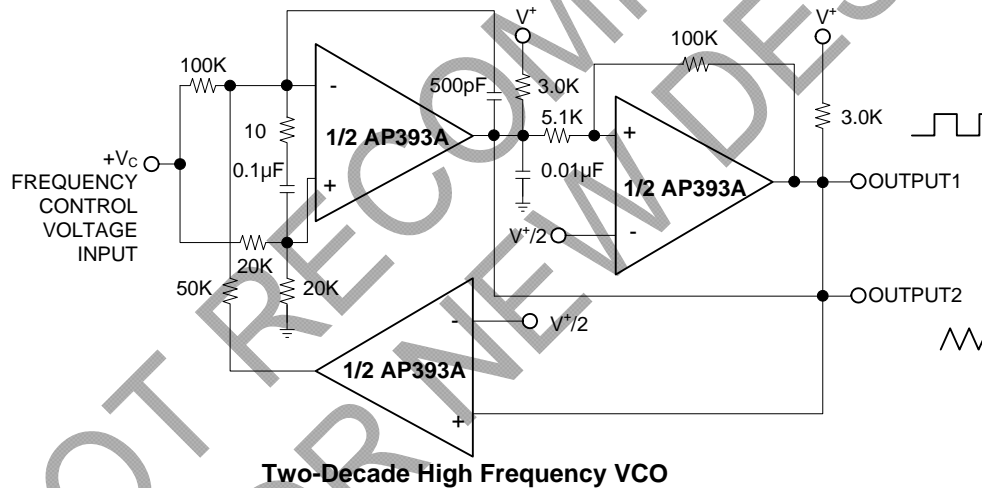 V+
V+
100K
100K
500pF
3.0K
5.1K
3.0K
-
+
10
1/2 AP393A
+
0.1µF
+VC
FREQUENCY
CONTROL
VOLTAGE
INPUT
0.01µF
1/2 AP393A
OUTPUT1
V+/2
-
20K
50K
20K
OUTPUT2
-
V+/2
1/2 AP393A
+
Two-Decade High Frequency VCO